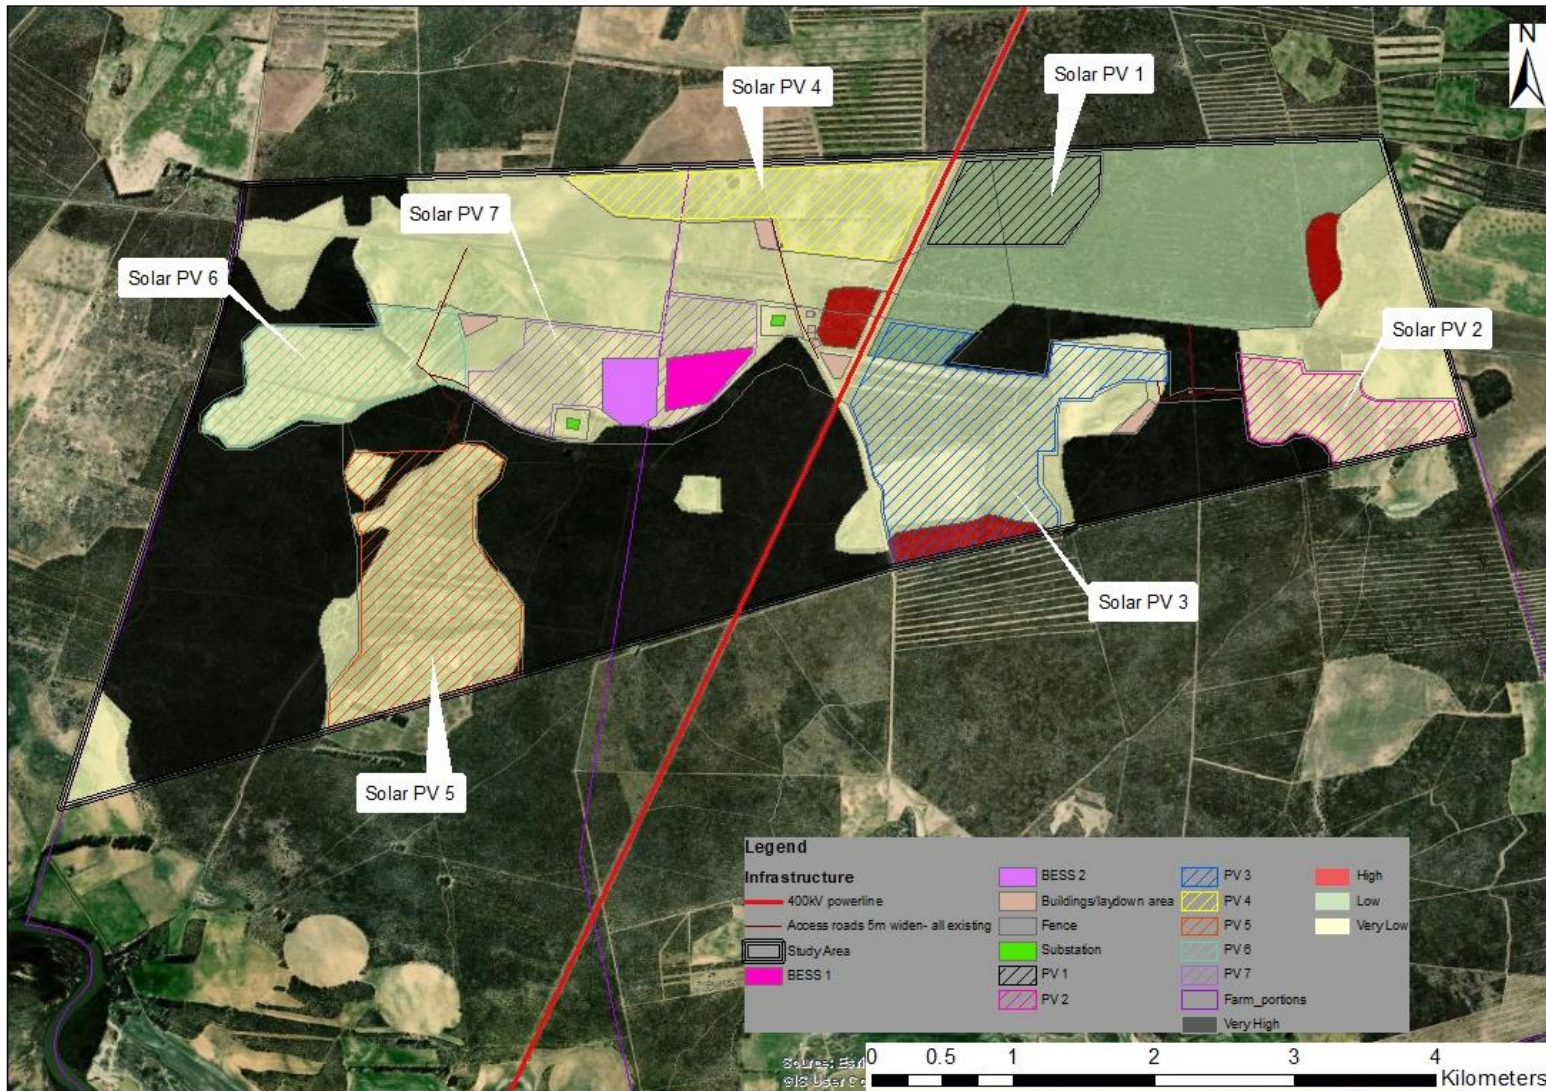 N
Solar PV 4
Solar PV 1
Solar PV 7
Solar PV 6
Solar PV 2
Solar PV 3
Solar PV 5
Legend
Infrastructure
400kV powerline
Access roads 5m widen- all existing
Study Area
BESS 1
BESS 2
Buildings/laydown area
Fence
Substation
PV 1
PV 2
PV 3
PV 4
PV 5
PV 6
PV 7
Farm_portions
Very High
High
Low
Very Low
Source:
GIS User
0 0.5 1 2 3 4
Kilometers